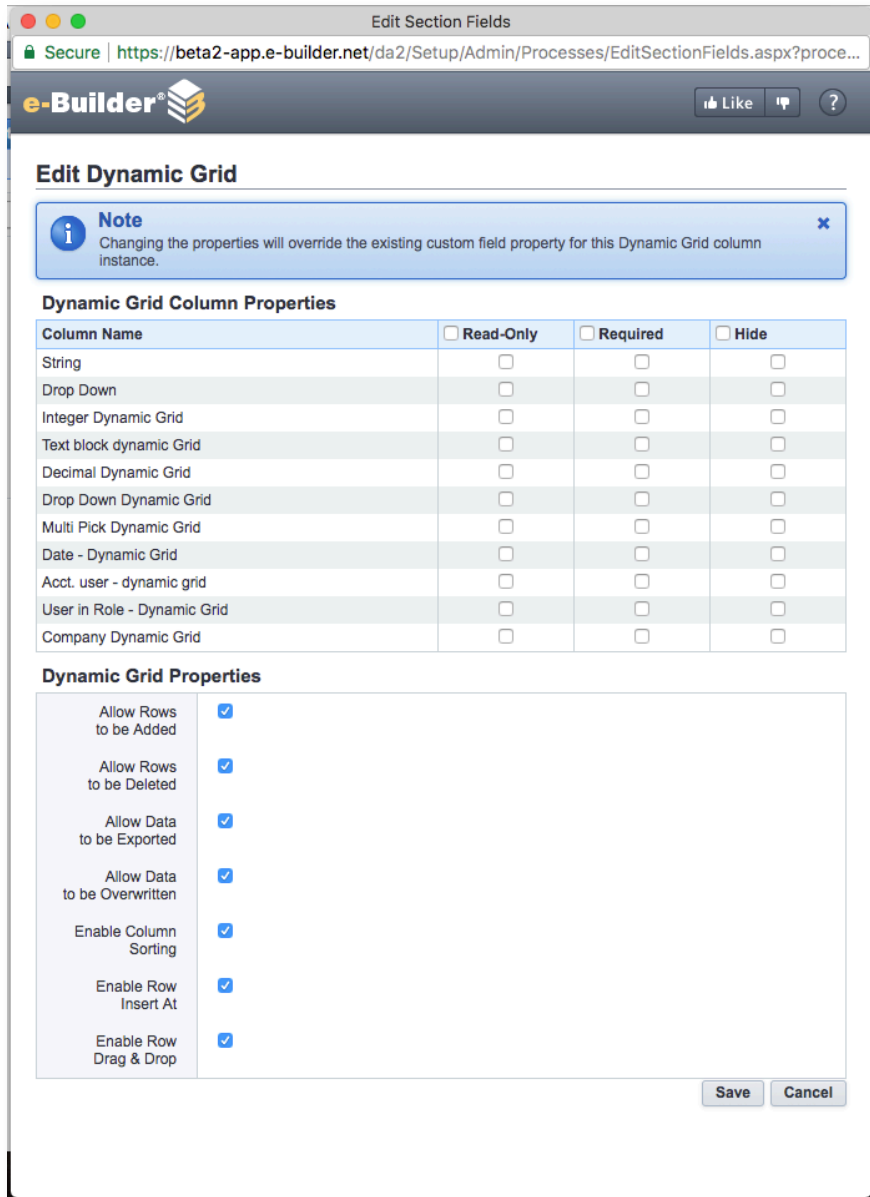 Edit Section Fields
Secure | https://beta2-app.e-builder.net/da2/Setup/Admin/Processes/EditSectionFields.aspx?proce...
e-Builder®
Like
?
Edit Dynamic Grid
i
Note
Changing the properties will override the existing custom field property for this Dynamic Grid column
instance.
Dynamic Grid Column Properties
Column Name Read-Only Required Hide
String
Drop Down
Integer Dynamic Grid
Text block dynamic Grid
Decimal Dynamic Grid
Drop Down Dynamic Grid
Multi Pick Dynamic Grid
Date - Dynamic Grid
Acct. user - dynamic grid
User in Role - Dynamic Grid
Company Dynamic Grid
Dynamic Grid Properties
Allow Rows
to be Added
Allow Rows
to be Deleted
Allow Data
to be Exported
Allow Data
to be Overwritten
Enable Column
Sorting
Enable Row
Insert At
Enable Row
Drag & Drop
Save Cancel